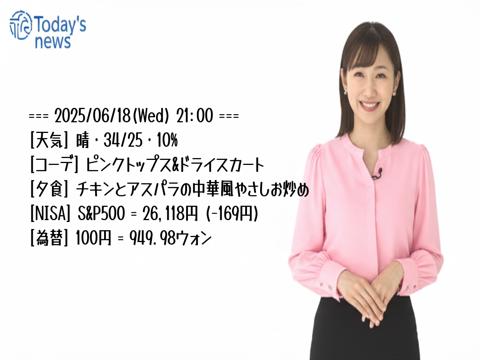 Today's
news
=== 2025/06/18(Wed) 21:00 ===
[天気] 晴・34/25・10%
[コーデ] ピンクトップス&ドライスカート
[夕食] チキンとアスパラの中華風やさしお炒め
[NISA] S&P500 = 26,118円 (-169円)
[為替] 100円 = 949.98ウォン